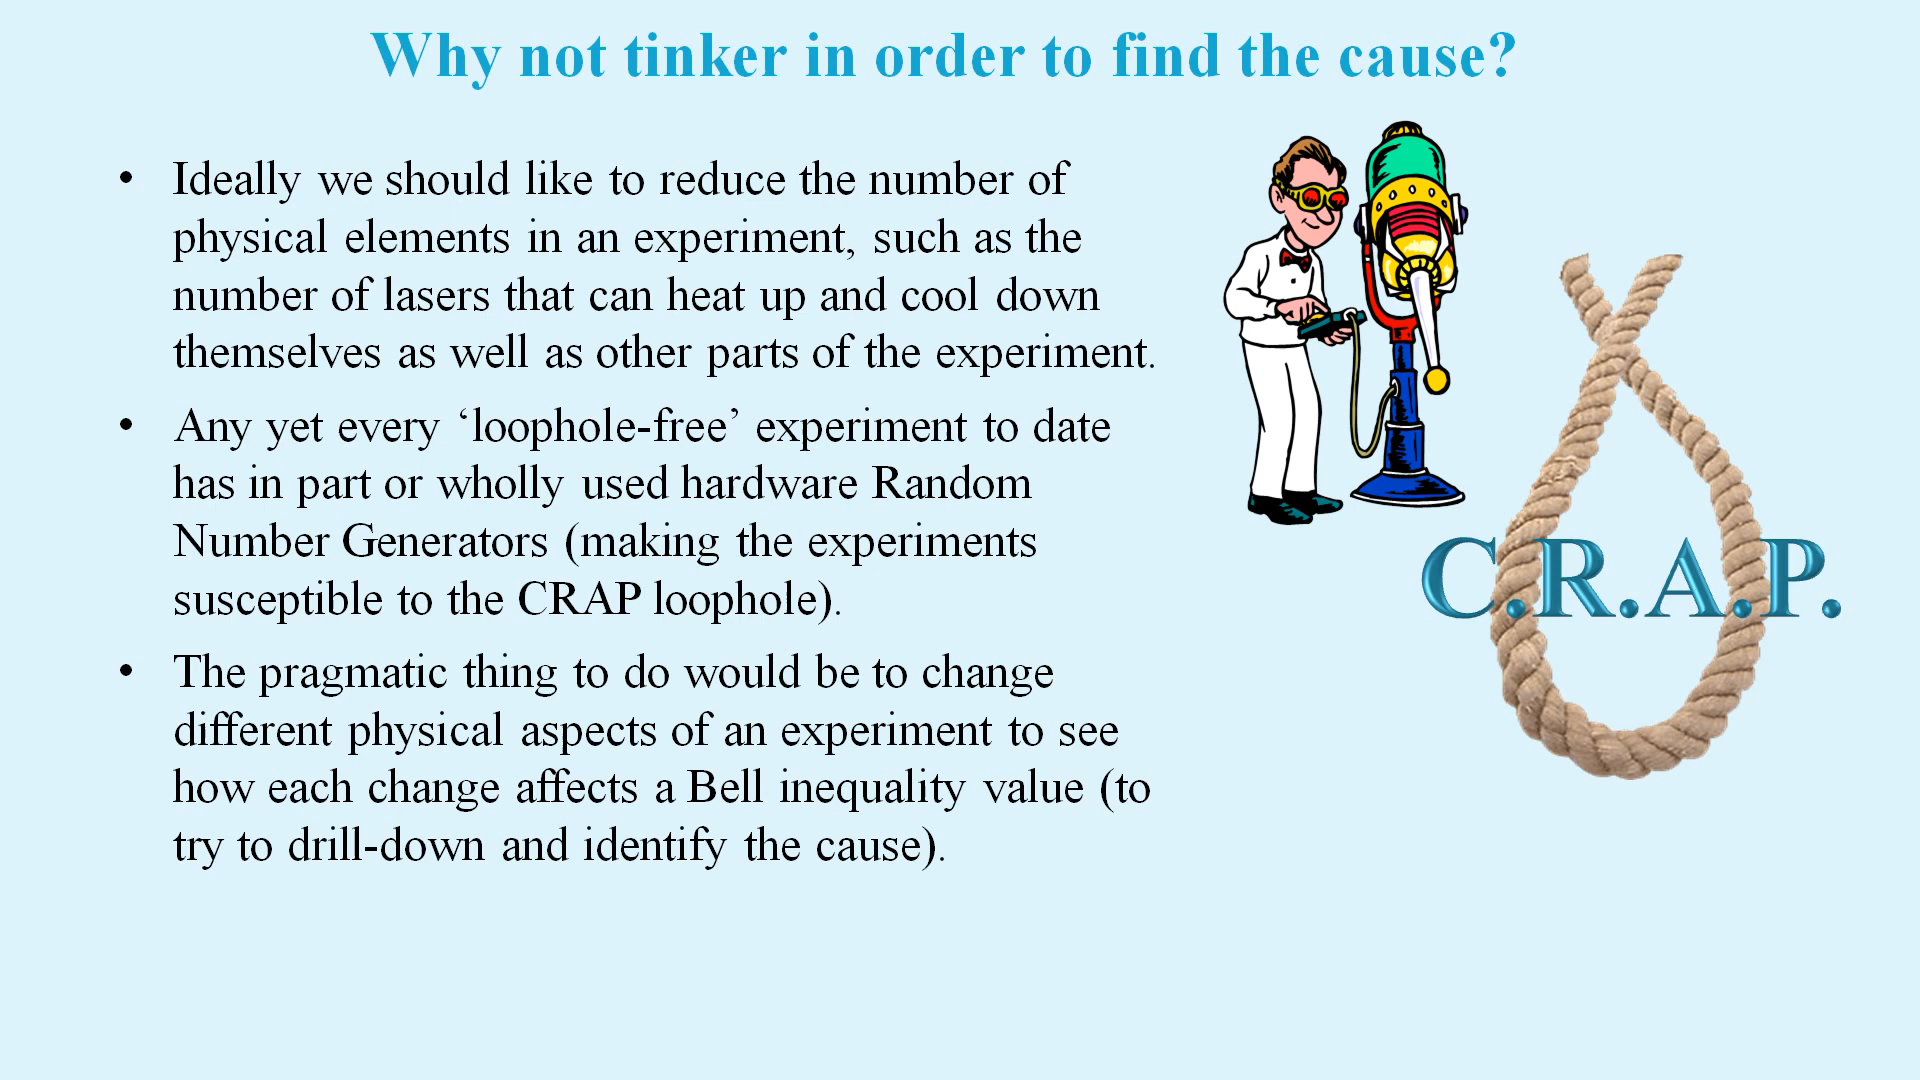 Why not tinker in order to find the cause?
• Ideally we should like to reduce the number of
physical elements in an experiment, such as the
number of lasers that can heat up and cool down
themselves as well as other parts of the experiment.
• Any yet every ‘loophole-free’ experiment to date
has in part or wholly used hardware Random
Number Generators (making the experiments
susceptible to the CRAP loophole).
• The pragmatic thing to do would be to change
different physical aspects of an experiment to see
how each change affects a Bell inequality value (to
try to drill-down and identify the cause).
C.R.A.P.